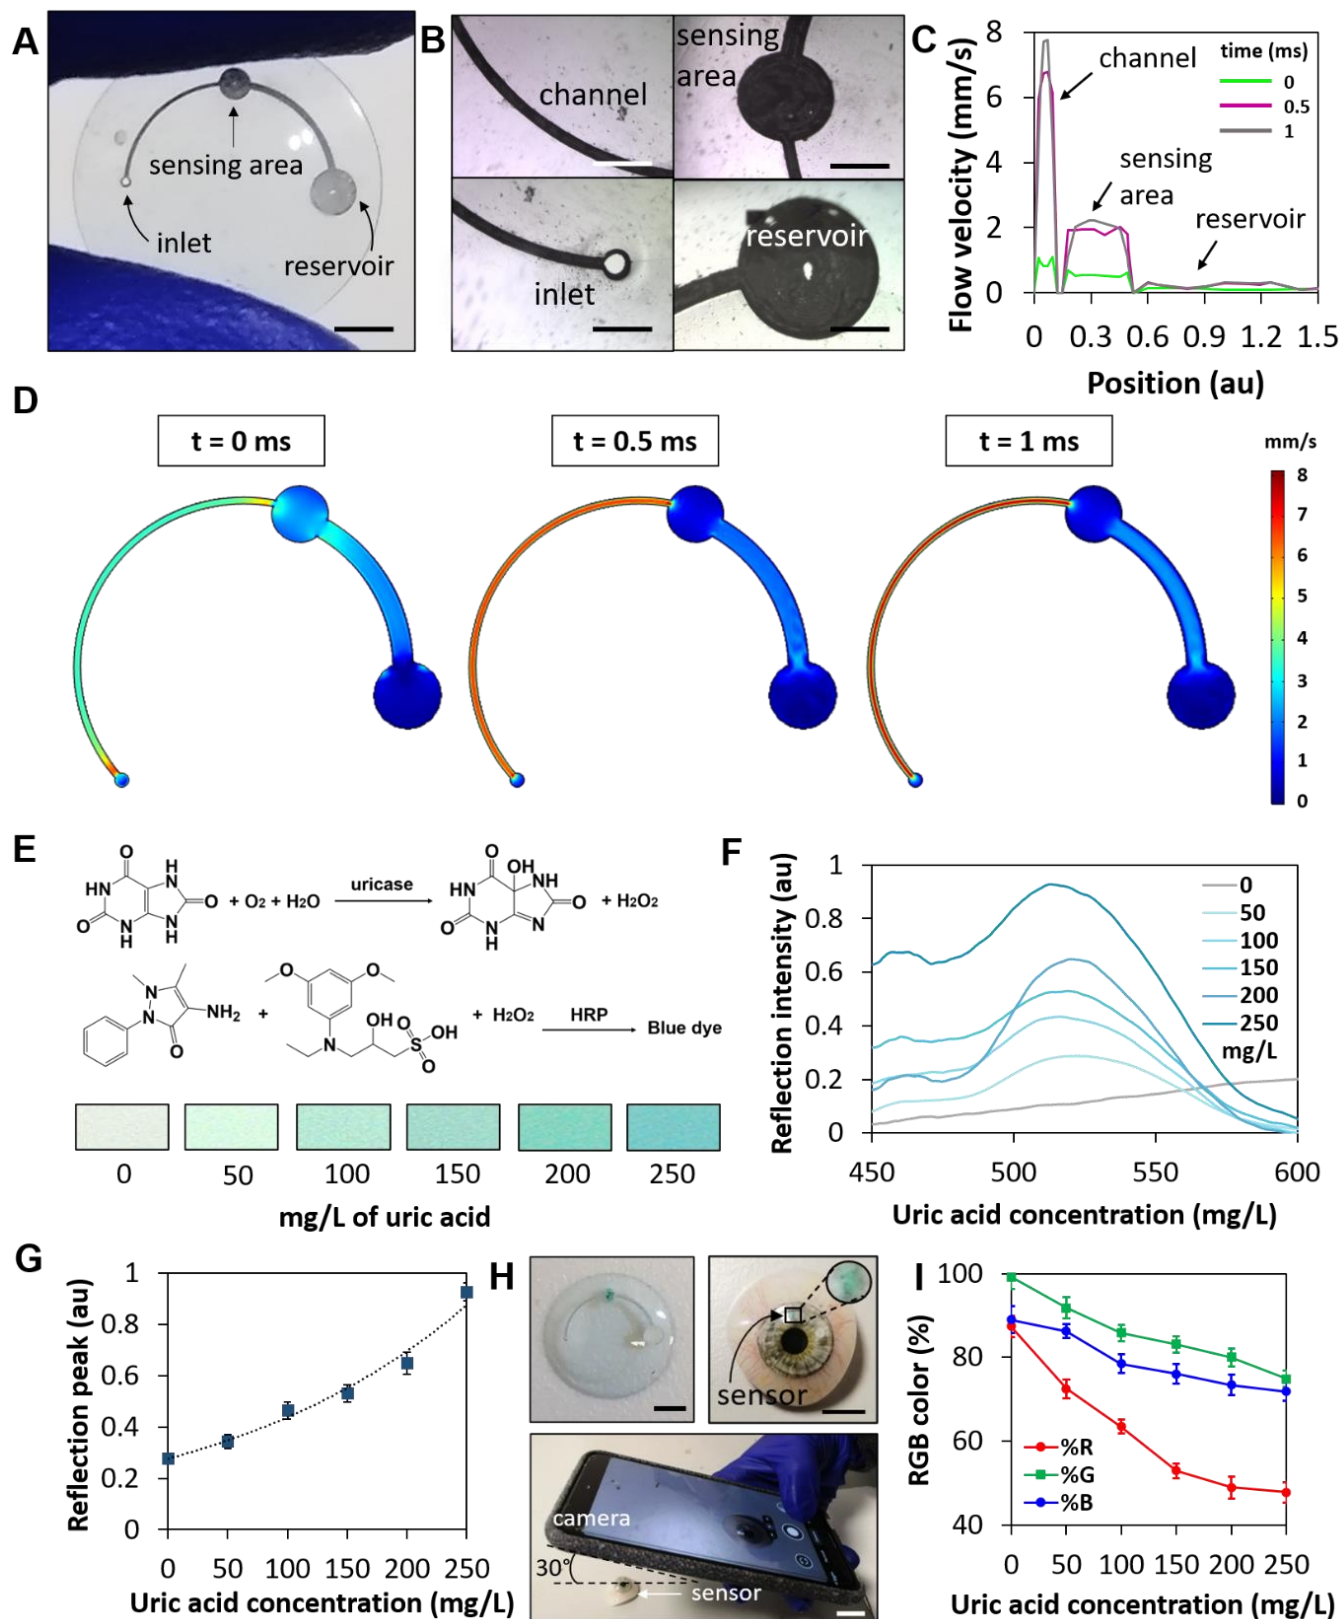 A
sensing area
inlet
reservoir
B
channel
sensing
area
inlet
reservoir
C
Flow velocity (mm/s)
8
6
4
2
0
time (ms)
0
0.5
1
channel
sensing
area
reservoir
0 0.3 0.6 0.9 1.2 1.5
Position (au)
D
t = 0 ms
t = 0.5 ms
t = 1 ms
mm/s
8
7
6
5
4
3
2
1
0
E
O
HN
O
N
H
H
N
N
H
O
+ O2 + H2O
uricase
O
OH
HN
NH
O
N
H
N
O
+ H2O2
N
N
O
NH2
+
O
O
N
OH
O
S
OH
O
+ H2O2
HRP
Blue dye
0 50 100 150 200 250
mg/L of uric acid
F
Reflection intensity (au)
1
0.8
0.6
0.4
0.2
0
0
50
100
150
200
250
mg/L
450 500 550 600
Uric acid concentration (mg/L)
G
Reflection peak (au)
1
0.8
0.6
0.4
0.2
0
0 50 100 150 200 250
Uric acid concentration (mg/L)
H
sensor
camera
30°
sensor
I
RGB color (%)
100
80
60
40
%R
%G
%B
0 50 100 150 200 250
Uric acid concentration (mg/L)